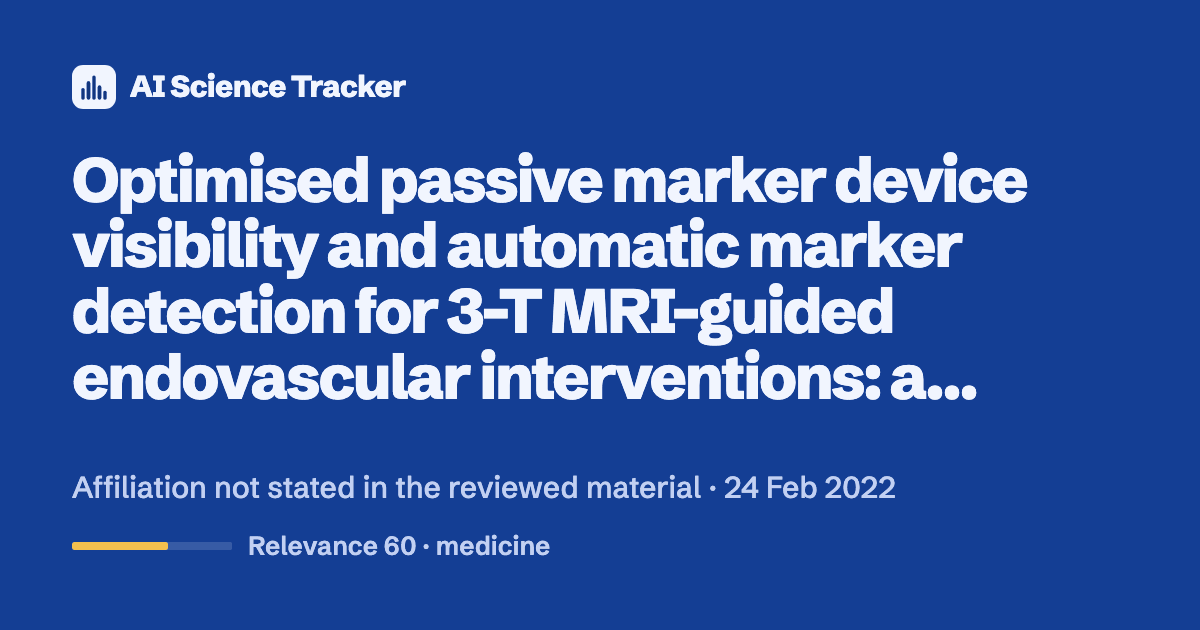 AI Science Tracker
Optimised passive marker device
visibility and automatic marker
detection for 3-T MRI-guided
endovascular interventions: a...
Affiliation not stated in the reviewed material · 24 Feb 2022
Relevance 60 · medicine